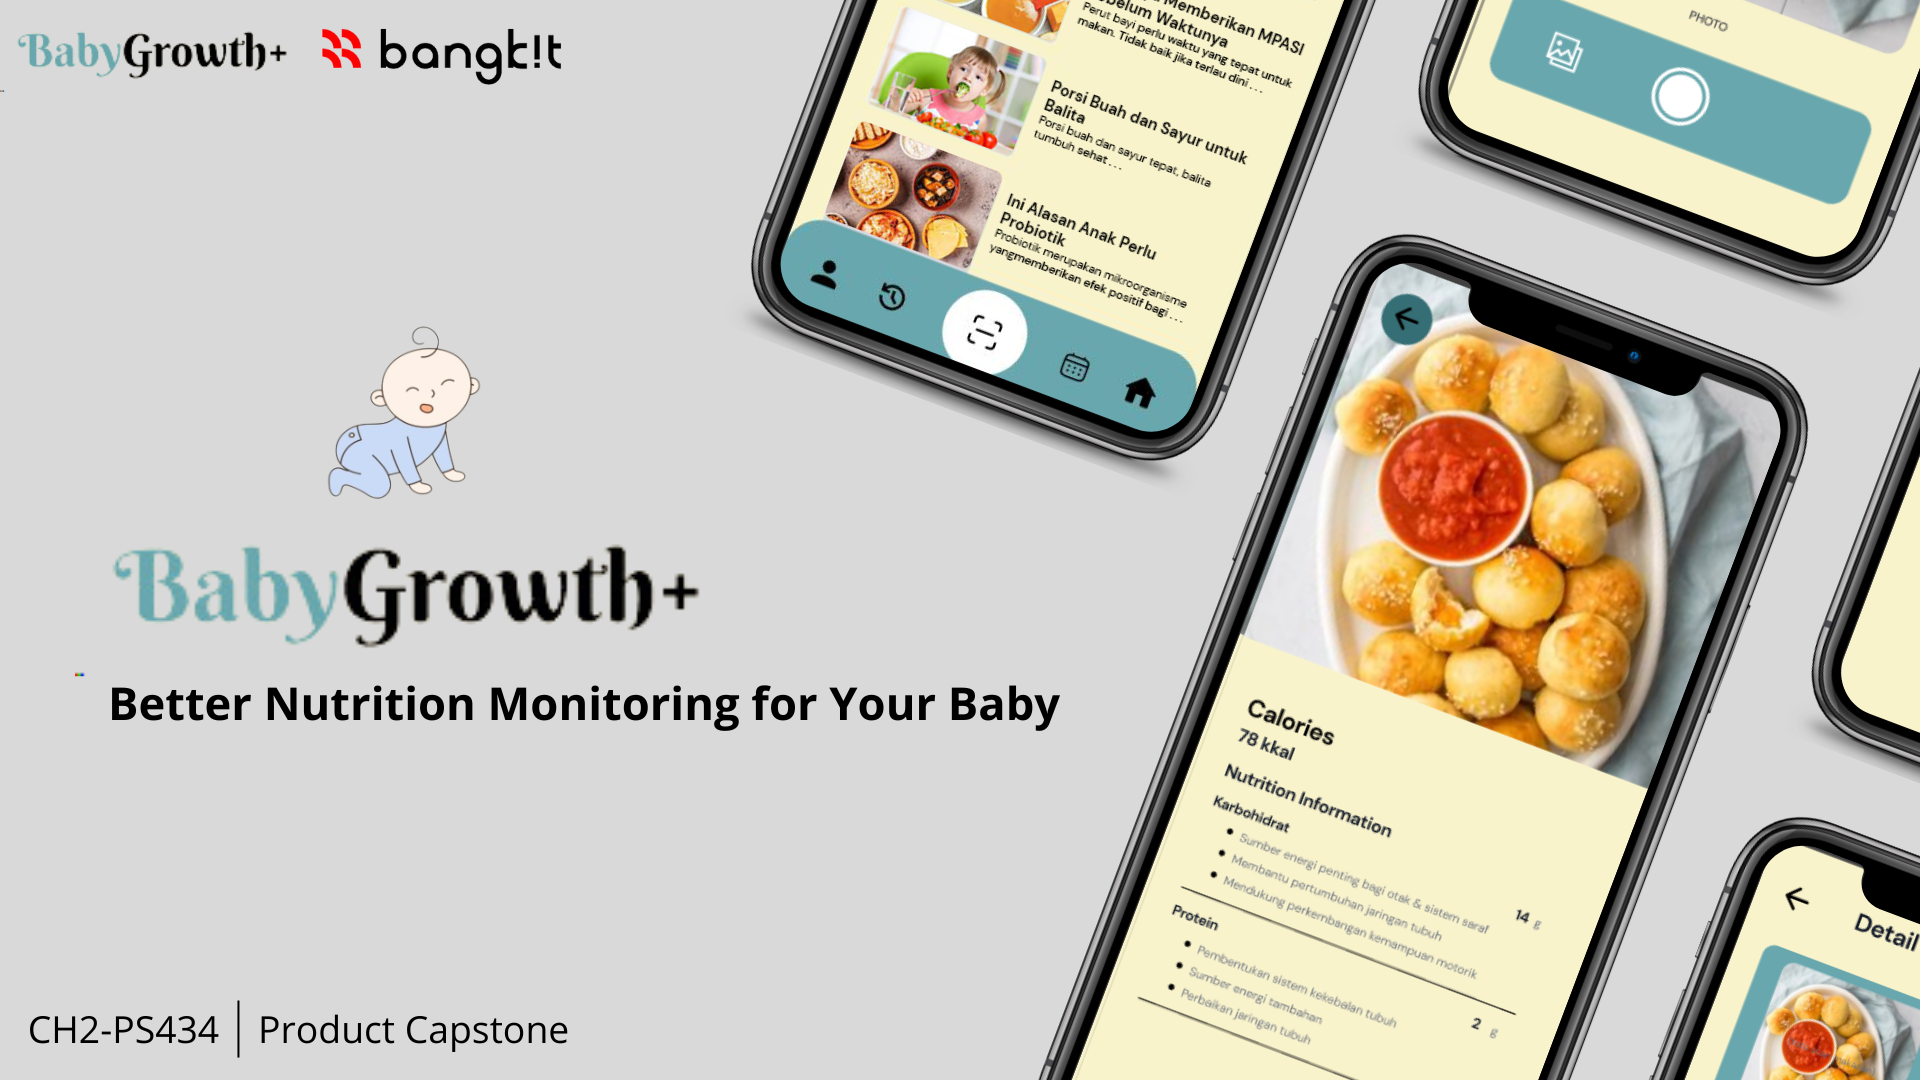 BabyGrowth+
bangk!t
BabyGrowth+
Better Nutrition Monitoring for Your Baby
CH2-PS434
Product Capstone
Memberikan MPASI
Waktunya
Perut bayi perlu waktu yang tepat untuk
makan. Tidak baik jika terlau dini . . .
Porsi Buah dan Sayur untuk
Balita
Porsi buah dan sayur tepat, balita
tumbuh sehat . . .
Ini Alasan Anak Perlu
Probiotik
Probiotik merupakan mikroorganisme
yangmemberikan efek positif bagi . . .
PHOTO
Calories
78 kkal
Nutrition Information
Karbohidrat
Sumber energi penting bagi otak & sistem saraf
Membantu pertumbuhan jaringan tubuh
Mendukung perkembangan kemampuan motorik
14 g
Protein
Pembentukan sistem kekebalan tubuh
Sumber energi tambahan
Perbaikan jaringan tubuh
2 g
Detail